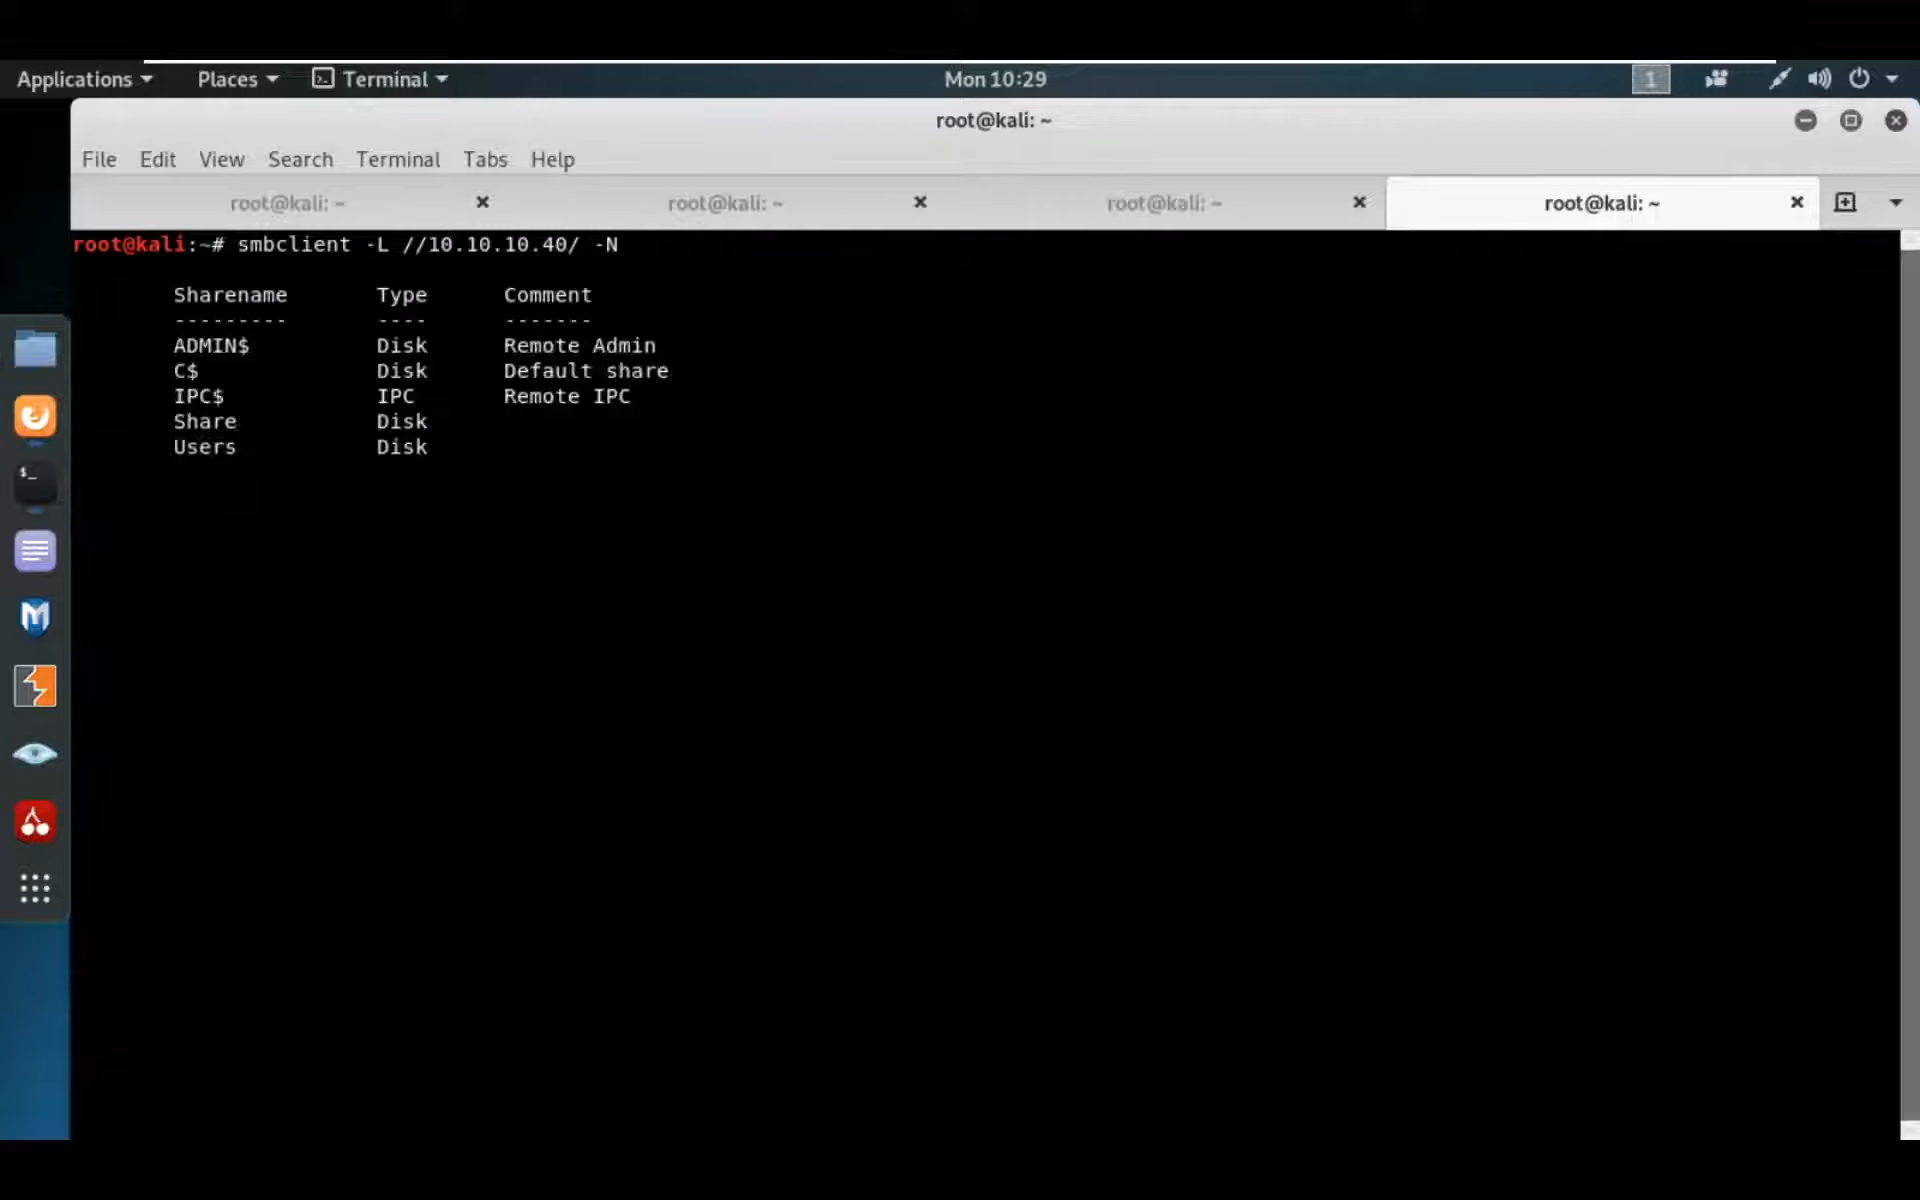 Applications Places Terminal Mon 10:29 1
root@kali: ~
File Edit View Search Terminal Tabs Help
root@kali: ~ root@kali: ~ root@kali: ~ root@kali: ~
root@kali:~# smbclient -L //10.10.10.40/ -N
Sharename Type Comment
--------- ---- -------
ADMIN$ Disk Remote Admin
C$ Disk Default share
IPC$ IPC Remote IPC
Share Disk
Users Disk
$_